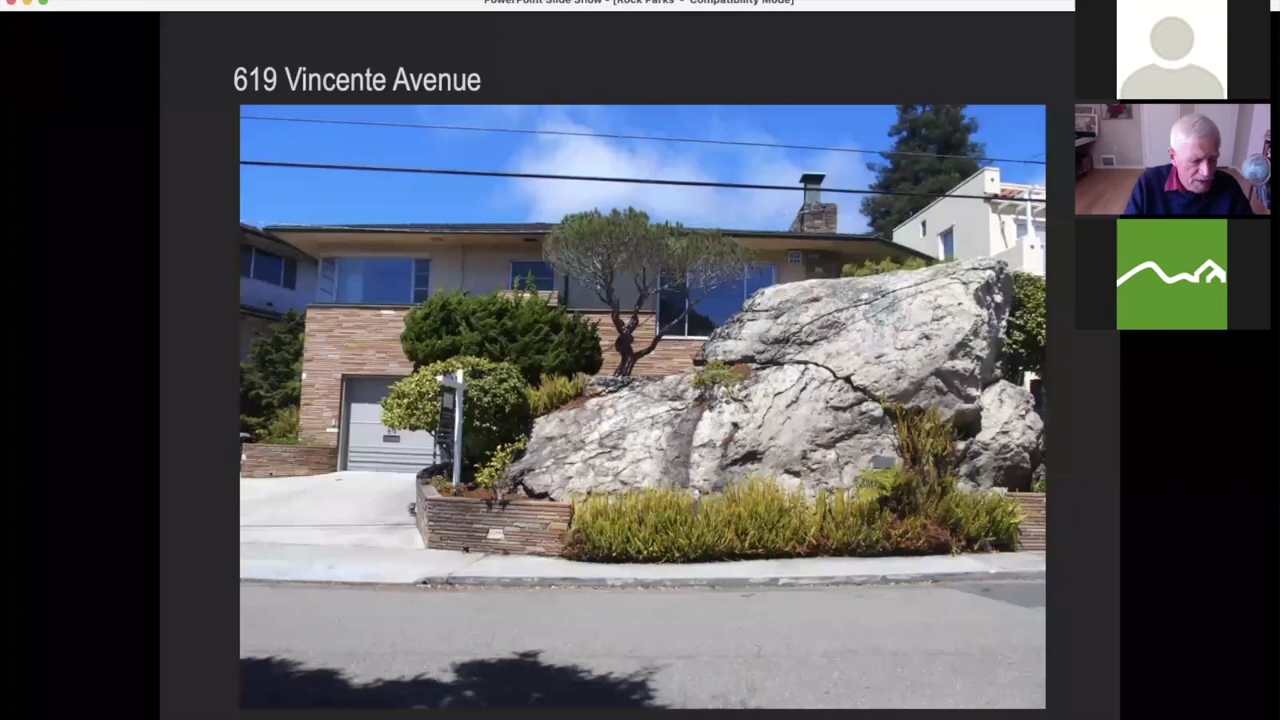 PowerPoint Slide Show - [Rock Parks - Compatibility Mode]
619 Vincente Avenue